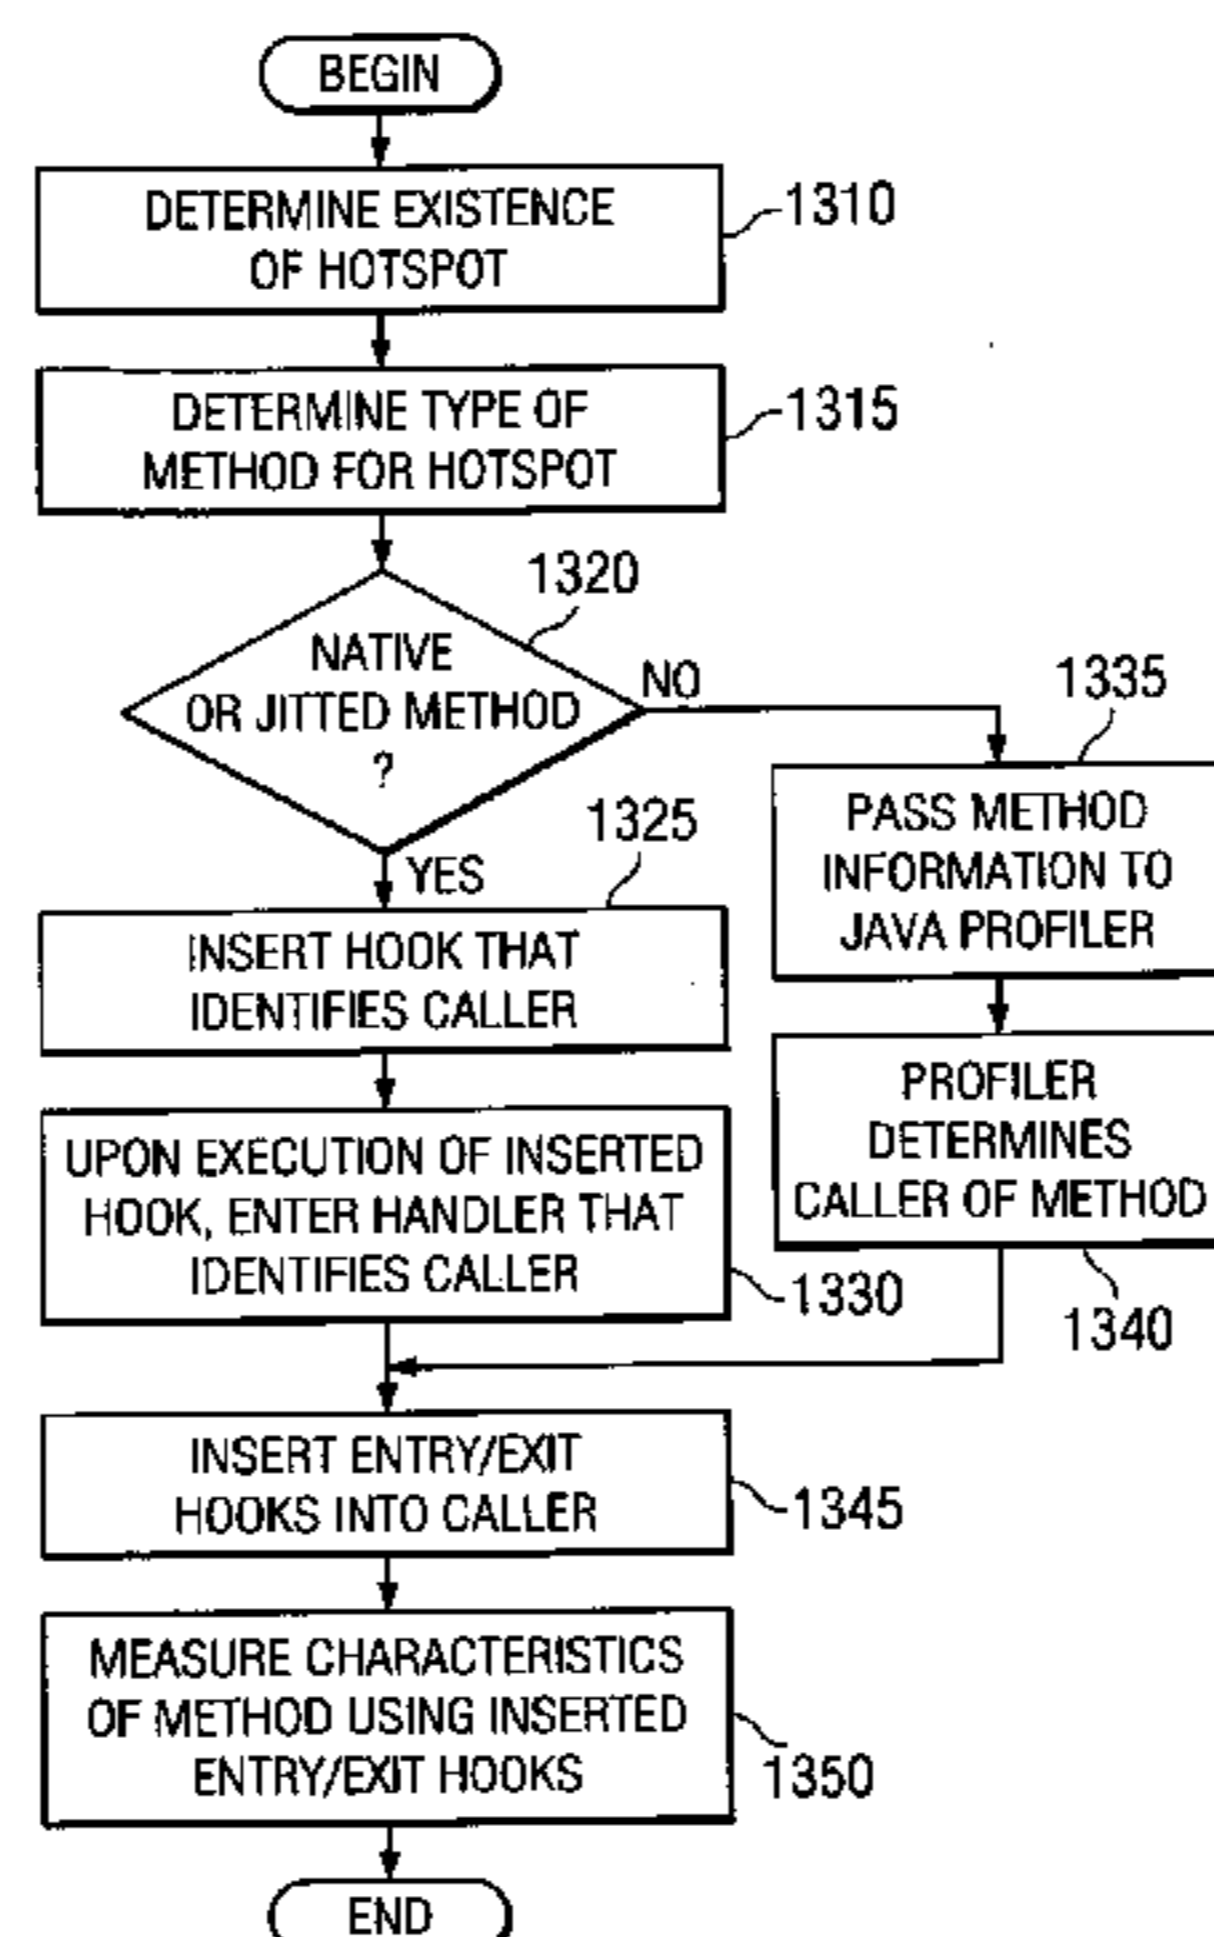 BEGIN
DETERMINE EXISTENCE
OF HOTSPOT
1310
DETERMINE TYPE OF
METHOD FOR HOTSPOT
1315
1320
NATIVE
OR JITTED METHOD
?
NO
YES
1325
INSERT HOOK THAT
IDENTIFIES CALLER
1335
PASS METHOD
INFORMATION TO
JAVA PROFILER
UPON EXECUTION OF INSERTED
HOOK, ENTER HANDLER THAT
IDENTIFIES CALLER
1330
PROFILER
DETERMINES
CALLER OF METHOD
1340
INSERT ENTRY/EXIT
HOOKS INTO CALLER
1345
MEASURE CHARACTERISTICS
OF METHOD USING INSERTED
ENTRY/EXIT HOOKS
1350
END